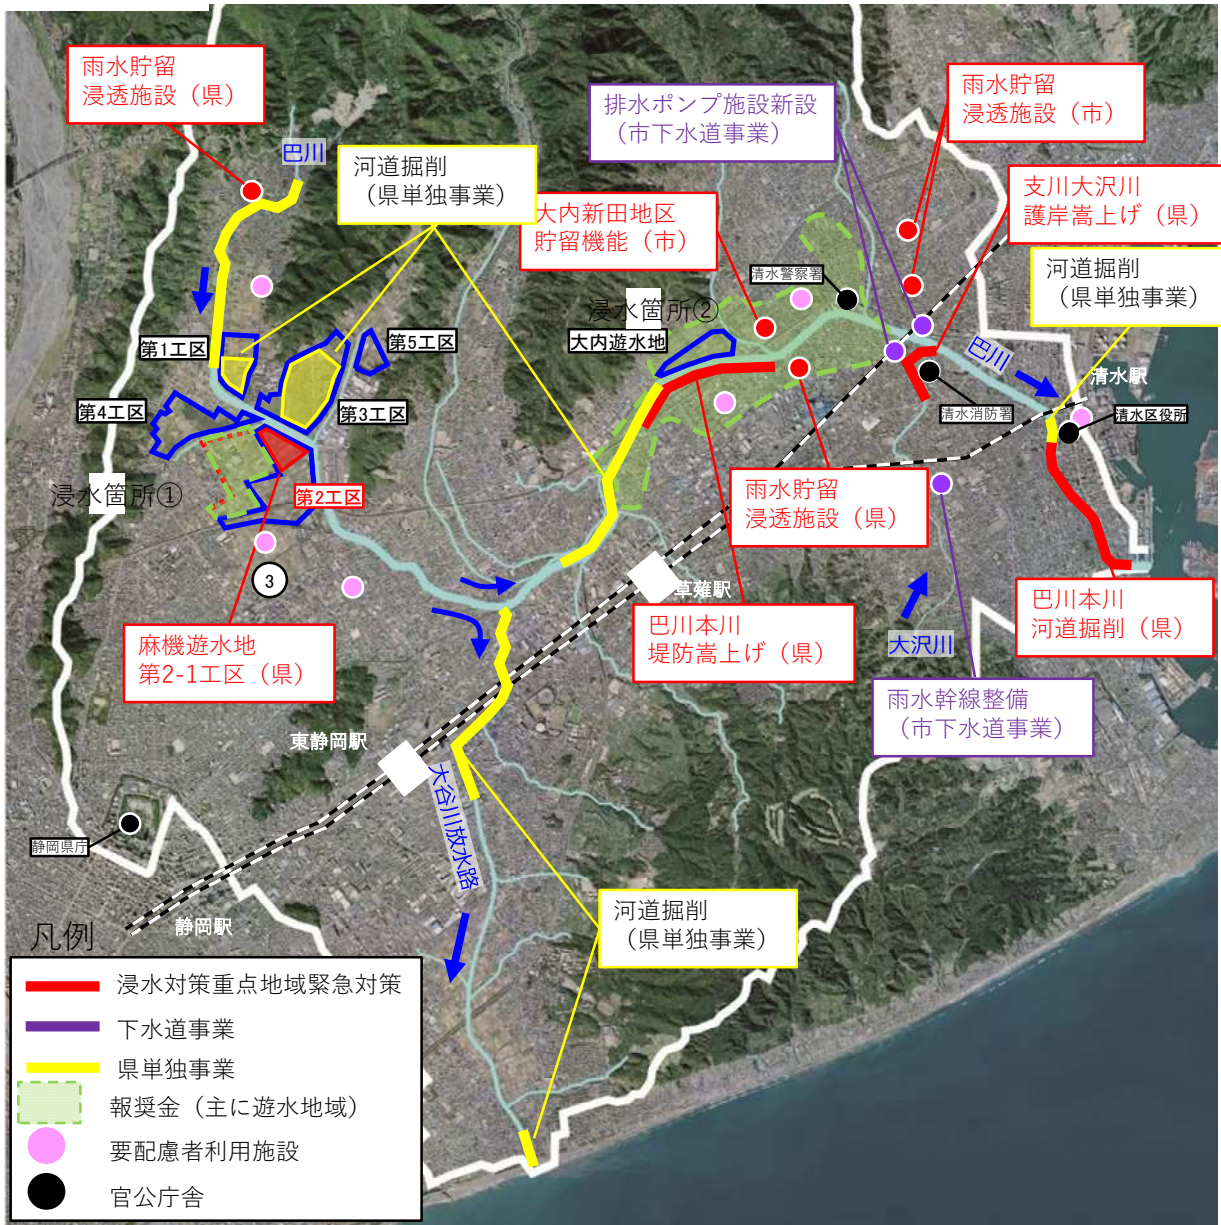 雨水貯留
浸透施設（県）
巴川
河道掘削
（県単独事業）
排水ポンプ施設新設
（市下水道事業）
雨水貯留
浸透施設（市）
大内新田地区
貯留機能（市）
支川大沢川
護岸嵩上げ（県）
河道掘削
（県単独事業）
清水警察署
浸水箇所②
大内遊水地
第1工区
第5工区
第4工区
第3工区
巴川
清水駅
清水消防署
清水区役所
浸水箇所①
第2工区
雨水貯留
浸透施設（県）
3
草薙駅
麻機遊水地
第2-1工区（県）
巴川本川
堤防嵩上げ（県）
巴川本川
河道掘削（県）
大沢川
雨水幹線整備
（市下水道事業）
東静岡駅
大谷川放水路
静岡県庁
静岡駅
河道掘削
（県単独事業）
凡例
浸水対策重点地域緊急対策
下水道事業
県単独事業
報奨金（主に遊水地域）
要配慮者利用施設
官公庁舎